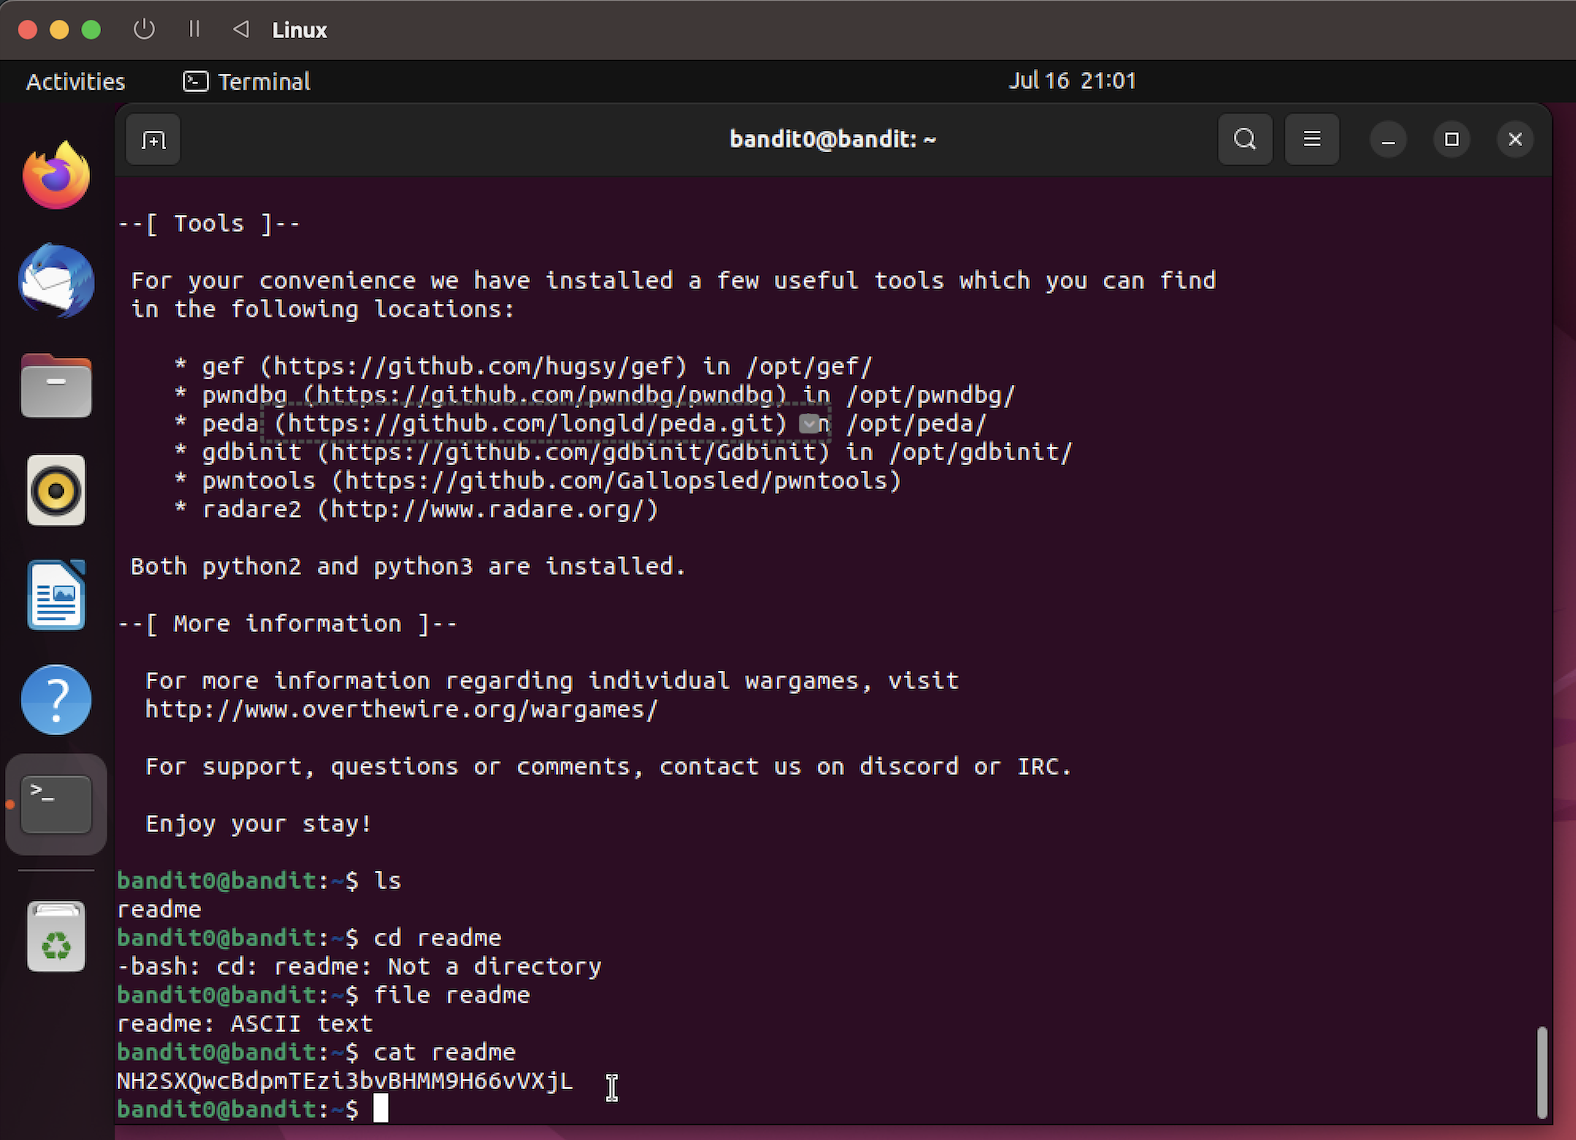 Linux
Activities
Terminal
Jul 16 21:01
bandit0@bandit: ~
--[ Tools ]--
For your convenience we have installed a few useful tools which you can find
in the following locations:
* gef (https://github.com/hugsy/gef) in /opt/gef/
* pwndbg (https://github.com/pwndbg/pwndbg) in /opt/pwndbg/
* peda (https://github.com/longld/peda.git) in /opt/peda/
* gdbinit (https://github.com/gdbinit/Gdbinit) in /opt/gdbinit/
* pwntools (https://github.com/Gallopsled/pwntools)
* radare2 (http://www.radare.org/)
Both python2 and python3 are installed.
--[ More information ]--
For more information regarding individual wargames, visit
http://www.overthewire.org/wargames/
For support, questions or comments, contact us on discord or IRC.
Enjoy your stay!
bandit0@bandit:~$ ls
readme
bandit0@bandit:~$ cd readme
-bash: cd: readme: Not a directory
bandit0@bandit:~$ file readme
readme: ASCII text
bandit0@bandit:~$ cat readme
NH2SXQwcBdpmTEzi3bvBHMM9H66vVXjL
bandit0@bandit:~$